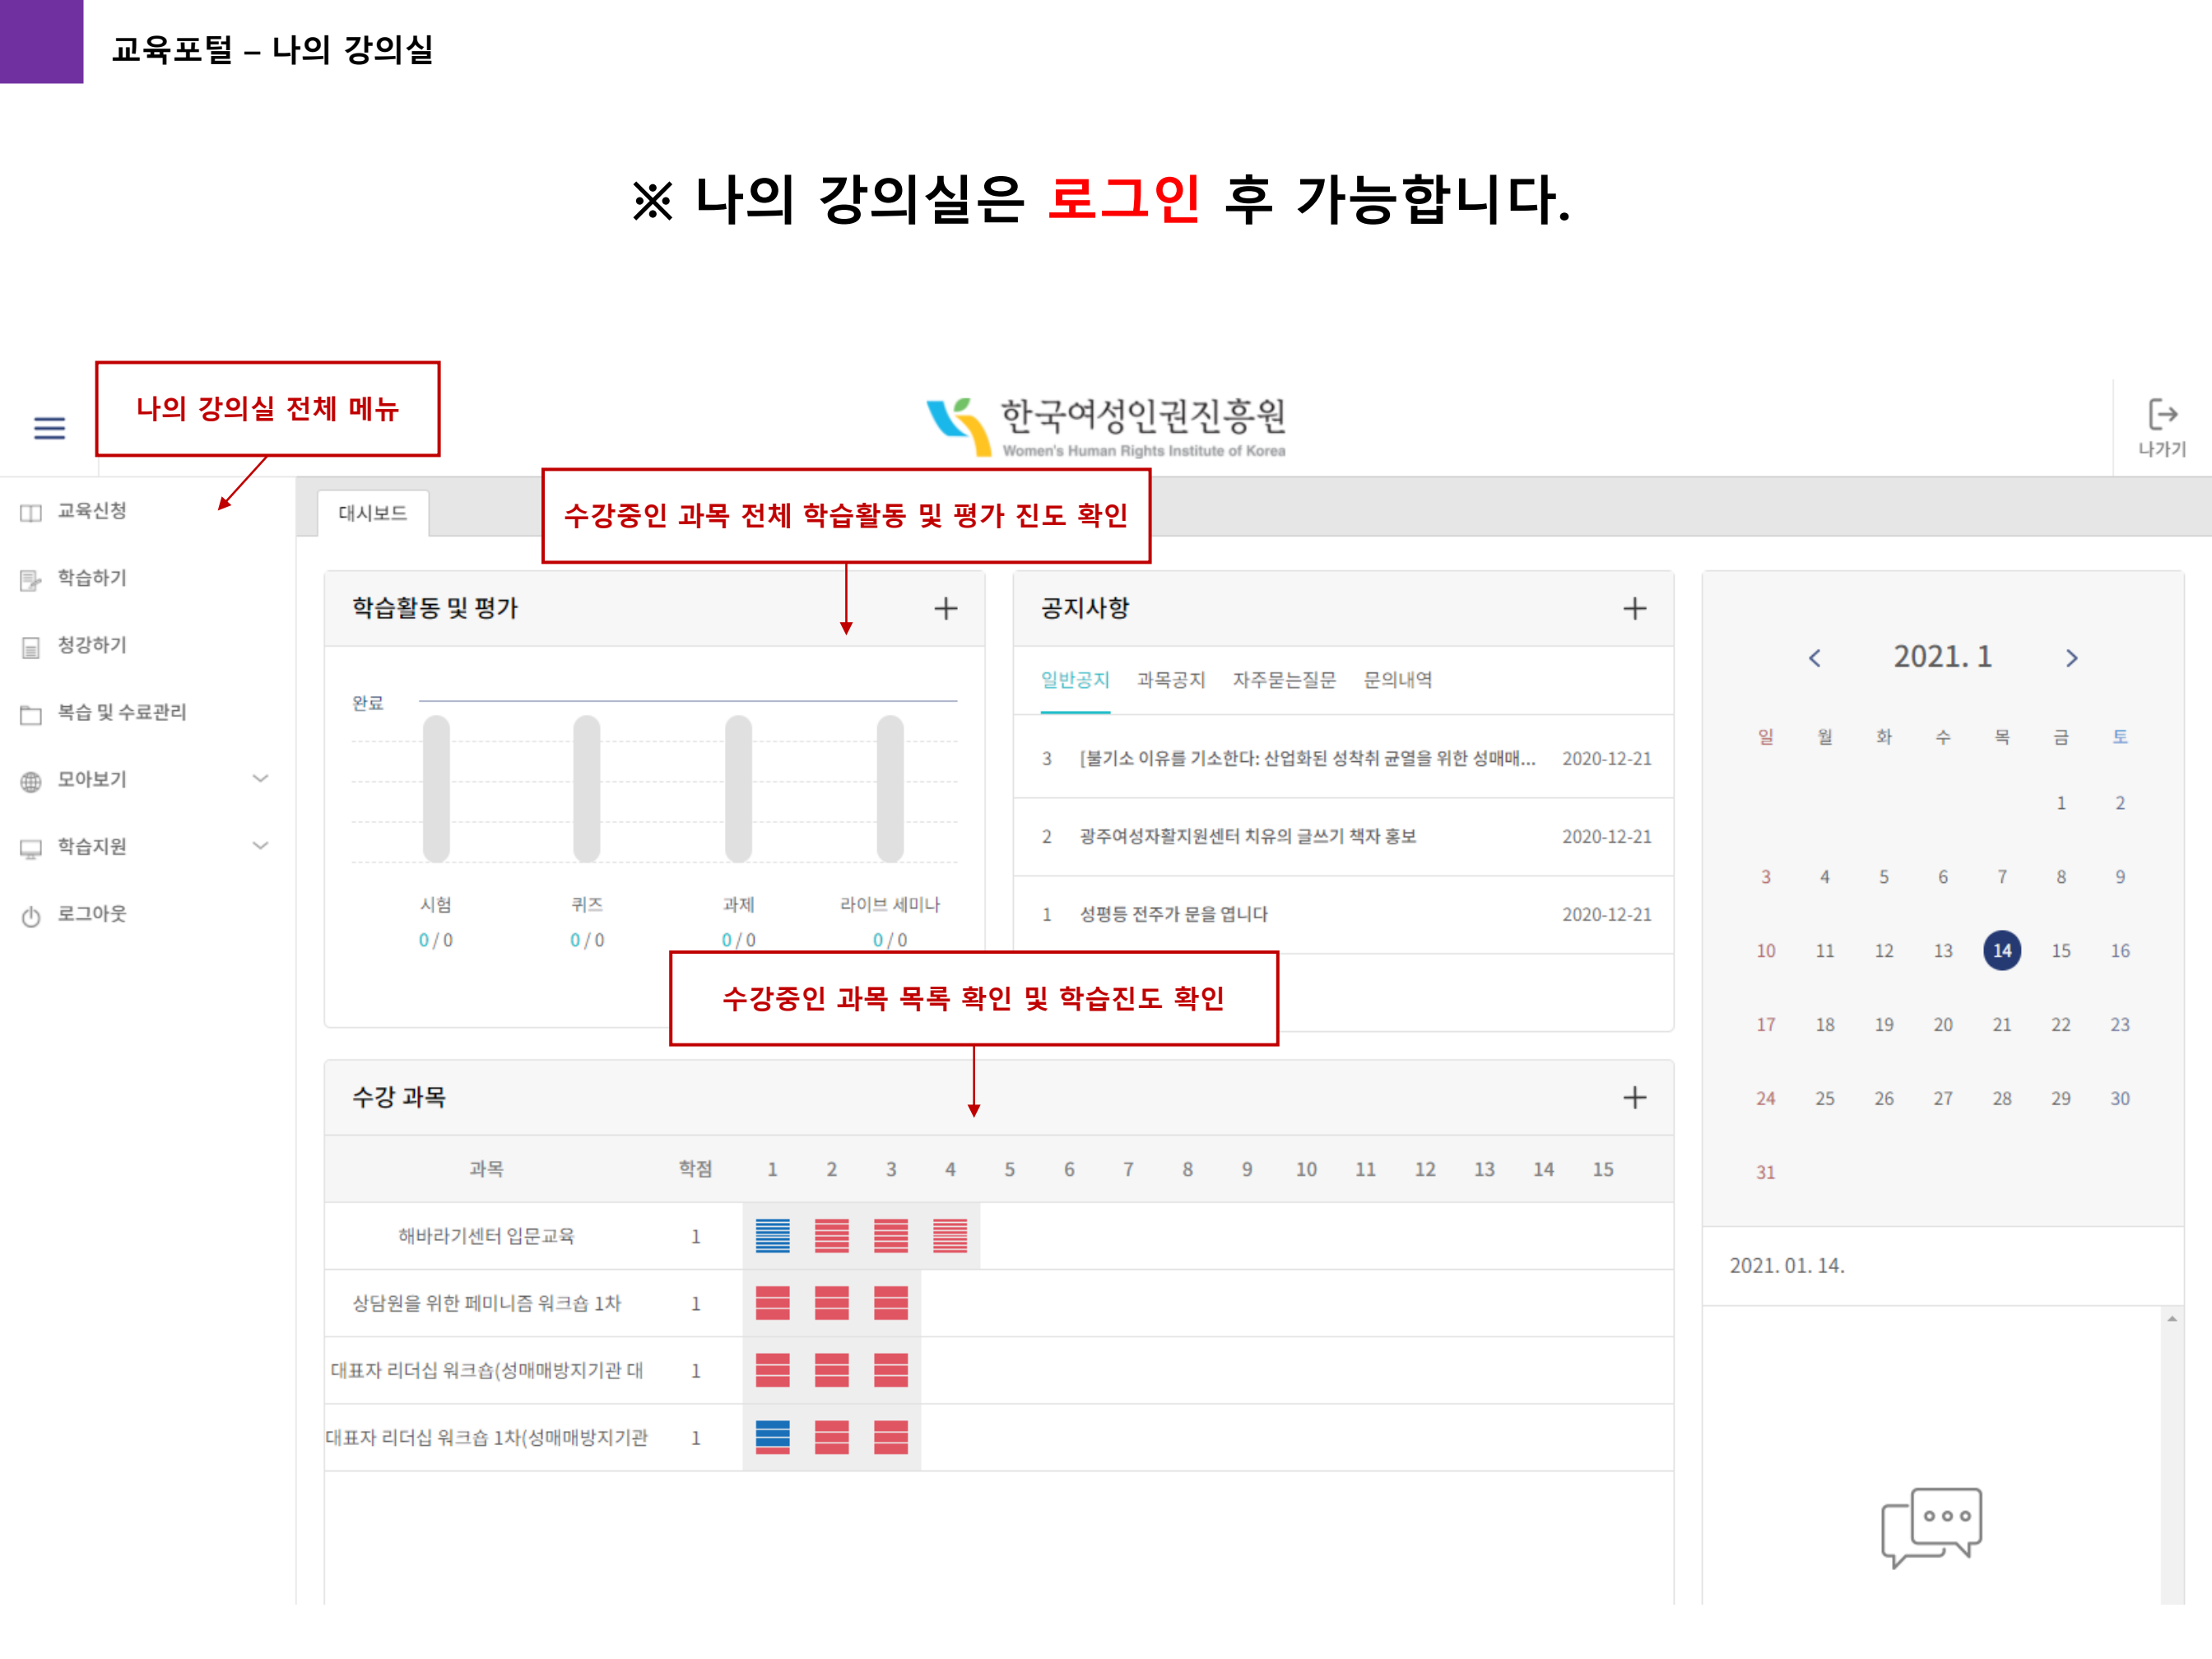 교육포털 – 나의 강의실
※ 나의 강의실은 로그인 후 가능합니다.
나의 강의실 전체 메뉴
한국여성인권진흥원
Women's Human Rights Institute of Korea
나가기
교육신청
학습하기
청강하기
복습 및 수료관리
모아보기
학습지원
로그아웃
대시보드
수강중인 과목 전체 학습활동 및 평가 진도 확인
학습활동 및 평가
완료
시험 퀴즈 과제 라이브 세미나
0 / 0 0 / 0 0 / 0 0 / 0
공지사항
일반공지 과목공지 자주묻는질문 문의내역
3 [불기소 이유를 기소한다: 산업화된 성착취 균열을 위한 성매매... 2020-12-21
2 광주여성자활지원센터 치유의 글쓰기 책자 홍보 2020-12-21
1 성평등 전주가 문을 엽니다 2020-12-21
수강중인 과목 목록 확인 및 학습진도 확인
수강 과목
과목 학점 1 2 3 4 5 6 7 8 9 10 11 12 13 14 15
해바라기센터 입문교육 1
상담원을 위한 페미니즘 워크숍 1차 1
대표자 리더십 워크숍(성매매방지기관 대 1
대표자 리더십 워크숍 1차(성매매방지기관 1
2021. 1
일 월 화 수 목 금 토
1 2
3 4 5 6 7 8 9
10 11 12 13 14 15 16
17 18 19 20 21 22 23
24 25 26 27 28 29 30
31
2021. 01. 14.